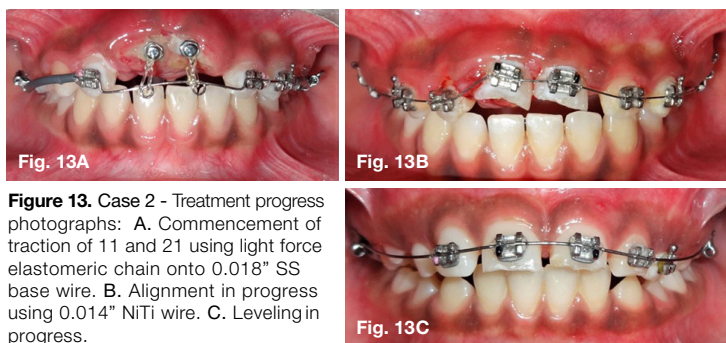 Fig. 13A
Fig. 13B
Figure 13. Case 2 - Treatment progress
photographs: A. Commencement of
traction of 11 and 21 using light force
elastomeric chain onto 0.018” SS
base wire. B. Alignment in progress
using 0.014” NiTi wire. C. Leveling in
progress.
Fig. 13C